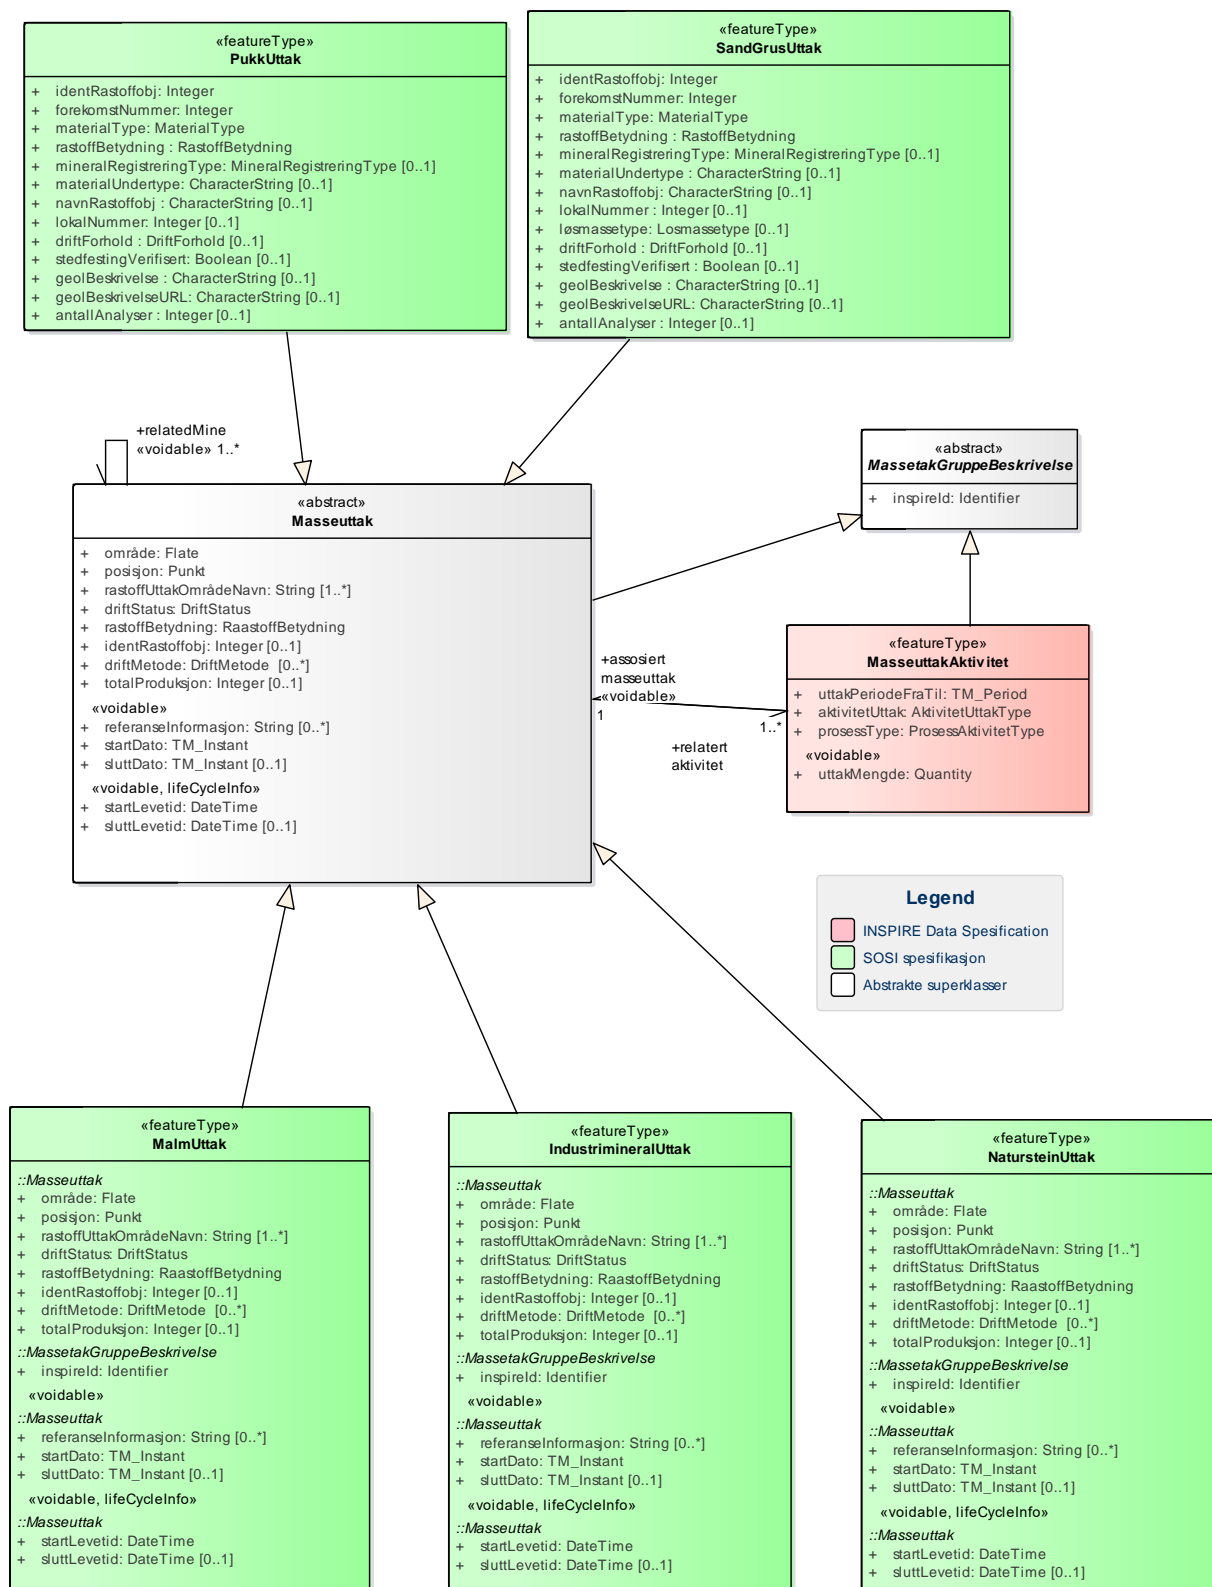 «featureType»
PukkUttak
+ identRastoffobj: Integer
+ forekomstNummer: Integer
+ materialType: MaterialType
+ rastoffBetydning : RastoffBetydning
+ mineralRegistreringType: MineralRegistreringType [0..1]
+ materialUndertype: CharacterString [0..1]
+ navnRastoffobj : CharacterString [0..1]
+ lokalNummer: Integer [0..1]
+ driftForhold : DriftForhold [0..1]
+ stedfestingVerifisert: Boolean [0..1]
+ geolBeskrivelse : CharacterString [0..1]
+ geolBeskrivelseURL: CharacterString [0..1]
+ antallAnalyser : Integer [0..1]
«featureType»
SandGrusUttak
+ identRastoffobj: Integer
+ forekomstNummer: Integer
+ materialType: MaterialType
+ rastoffBetydning : RastoffBetydning
+ mineralRegistreringType: MineralRegistreringType [0..1]
+ materialUndertype : CharacterString [0..1]
+ navnRastoffobj: CharacterString [0..1]
+ lokalNummer : Integer [0..1]
+ løsmassetype: Losmassetype [0..1]
+ driftForhold : DriftForhold [0..1]
+ stedfestingVerifisert : Boolean [0..1]
+ geolBeskrivelse : CharacterString [0..1]
+ geolBeskrivelseURL: CharacterString [0..1]
+ antallAnalyser : Integer [0..1]
+relatedMine
«voidable» 1..*
«abstract»
MassetakGruppeBeskrivelse
+ inspireId: Identifier
«abstract»
Masseuttak
+ område: Flate
+ posisjon: Punkt
+ rastoffUttakOmrådeNavn: String [1..*]
+ driftStatus: DriftStatus
+ rastoffBetydning: RaastoffBetydning
+ identRastoffobj: Integer [0..1]
+ driftMetode: DriftMetode [0..*]
+ totalProduksjon: Integer [0..1]
«voidable»
+ referanseInformasjon: String [0..*]
+ startDato: TM_Instant
+ sluttDato: TM_Instant [0..1]
«voidable, lifeCycleInfo»
+ startLevetid: DateTime
+ sluttLevetid: DateTime [0..1]
+assosiert
masseuttak
«voidable»
1
1..*
+relatert
aktivitet
«featureType»
MasseuttakAktivitet
+ uttakPeriodeFraTil: TM_Period
+ aktivitetUttak: AktivitetUttakType
+ prosessType: ProsessAktivitetType
«voidable»
+ uttakMengde: Quantity
Legend
INSPIRE Data Spesification
SOSI spesifikasjon
Abstrakte superklasser
«featureType»
MalmUttak
::Masseuttak
+ område: Flate
+ posisjon: Punkt
+ rastoffUttakOmrådeNavn: String [1..*]
+ driftStatus: DriftStatus
+ rastoffBetydning: RaastoffBetydning
+ identRastoffobj: Integer [0..1]
+ driftMetode: DriftMetode [0..*]
+ totalProduksjon: Integer [0..1]
::MassetakGruppeBeskrivelse
+ inspireId: Identifier
«voidable»
::Masseuttak
+ referanseInformasjon: String [0..*]
+ startDato: TM_Instant
+ sluttDato: TM_Instant [0..1]
«voidable, lifeCycleInfo»
::Masseuttak
+ startLevetid: DateTime
+ sluttLevetid: DateTime [0..1]
«featureType»
IndustrimineralUttak
::Masseuttak
+ område: Flate
+ posisjon: Punkt
+ rastoffUttakOmrådeNavn: String [1..*]
+ driftStatus: DriftStatus
+ rastoffBetydning: RaastoffBetydning
+ identRastoffobj: Integer [0..1]
+ driftMetode: DriftMetode [0..*]
+ totalProduksjon: Integer [0..1]
::MassetakGruppeBeskrivelse
+ inspireId: Identifier
«voidable»
::Masseuttak
+ referanseInformasjon: String [0..*]
+ startDato: TM_Instant
+ sluttDato: TM_Instant [0..1]
«voidable, lifeCycleInfo»
::Masseuttak
+ startLevetid: DateTime
+ sluttLevetid: DateTime [0..1]
«featureType»
NatursteinUttak
::Masseuttak
+ område: Flate
+ posisjon: Punkt
+ rastoffUttakOmrådeNavn: String [1..*]
+ driftStatus: DriftStatus
+ rastoffBetydning: RaastoffBetydning
+ identRastoffobj: Integer [0..1]
+ driftMetode: DriftMetode [0..*]
+ totalProduksjon: Integer [0..1]
::MassetakGruppeBeskrivelse
+ inspireId: Identifier
«voidable»
::Masseuttak
+ referanseInformasjon: String [0..*]
+ startDato: TM_Instant
+ sluttDato: TM_Instant [0..1]
«voidable, lifeCycleInfo»
::Masseuttak
+ startLevetid: DateTime
+ sluttLevetid: DateTime [0..1]